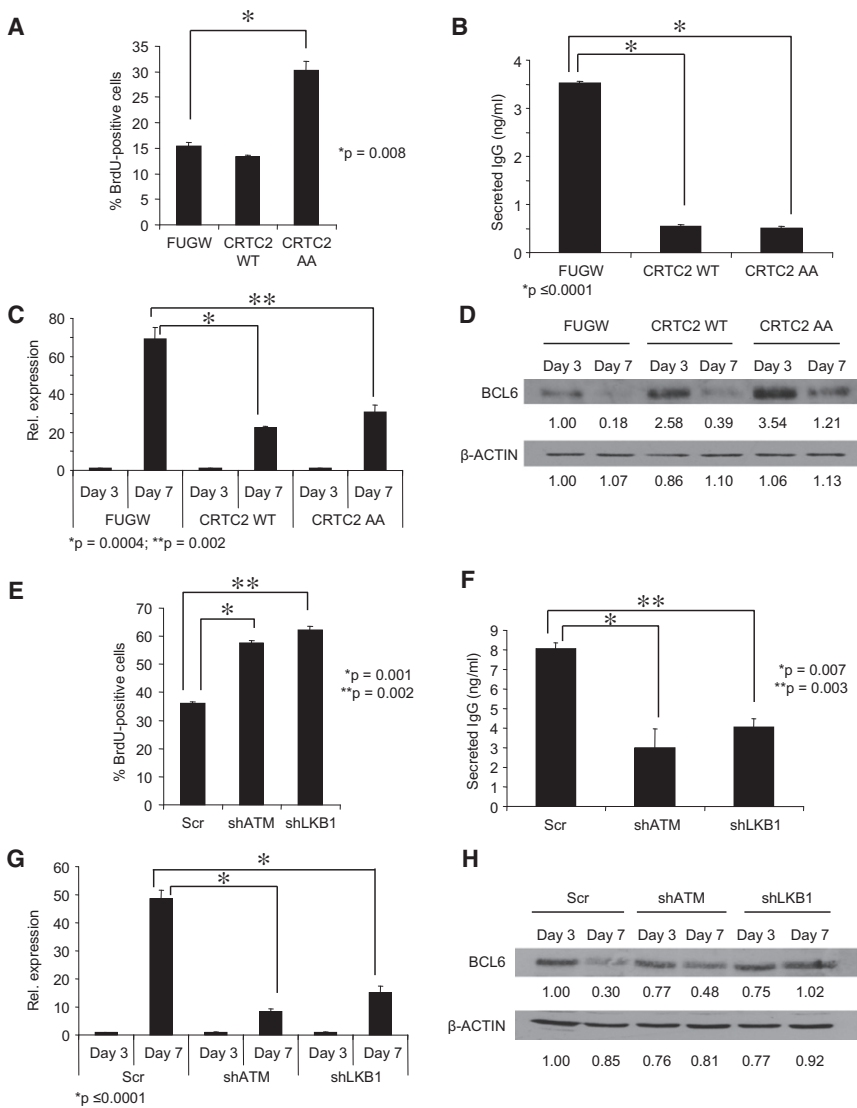 A
*
% BrdU-positive cells
35
30
25
20
15
10
5
0
FUGW
CRTC2 WT
CRTC2 AA
*p = 0.008
B
*
*
Secreted IgG (ng/ml)
4
3
2
1
0
FUGW
CRTC2 WT
CRTC2 AA
*p ≤0.0001
C
**
*
Rel. expression
80
60
40
20
0
Day 3 Day 7 Day 3 Day 7 Day 3 Day 7
FUGW CRTC2 WT CRTC2 AA
*p = 0.0004; **p = 0.002
D
FUGW CRTC2 WT CRTC2 AA
Day 3 Day 7 Day 3 Day 7 Day 3 Day 7
BCL6
1.00 0.18 2.58 0.39 3.54 1.21
β-ACTIN
1.00 1.07 0.86 1.10 1.06 1.13
E
**
*
% BrdU-positive cells
70
60
50
40
30
20
10
0
Scr shATM shLKB1
*p = 0.001
**p = 0.002
F
**
*
Secreted IgG (ng/ml)
9
8
7
6
5
4
3
2
1
0
Scr shATM shLKB1
*p = 0.007
**p = 0.003
G
*
*
Rel. expression
60
50
40
30
20
10
0
Day 3 Day 7 Day 3 Day 7 Day 3 Day 7
Scr shATM shLKB1
*p ≤0.0001
H
Scr shATM shLKB1
Day 3 Day 7 Day 3 Day 7 Day 3 Day 7
BCL6
1.00 0.30 0.77 0.48 0.75 1.02
β-ACTIN
1.00 0.85 0.76 0.81 0.77 0.92